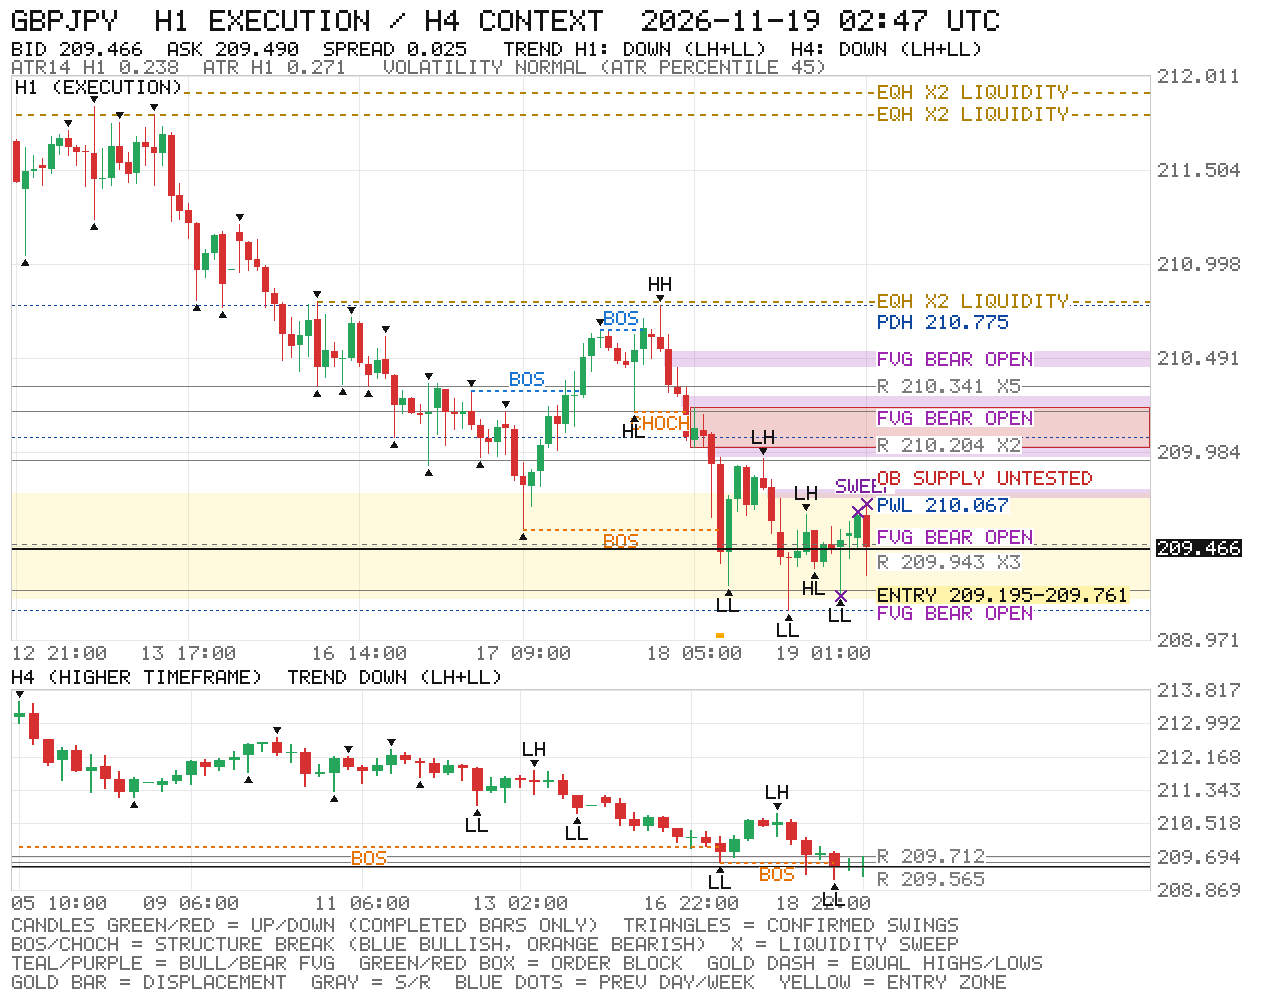 GBPJPY  H1 EXECUTION / H4 CONTEXT  2026-11-19 02:47 UTC
BID 209.466  ASK 209.490  SPREAD 0.025   TREND H1: DOWN (LH+LL)  H4: DOWN (LH+LL)
ATR14 H1 0.238  ATR H1 0.271   VOLATILITY NORMAL (ATR PERCENTILE 45)
212.011
H1 (EXECUTION)
EQH X2 LIQUIDITY
EQH X2 LIQUIDITY
211.504
210.998
HH
EQH X2 LIQUIDITY
BOS
PDH 210.775
FVG BEAR OPEN
210.491
BOS
R 210.341 X5
CHOCH
FVG BEAR OPEN
HL
LH
R 210.204 X2
209.984
OB SUPPLY UNTESTED
LH
PWL 210.067
BOS
FVG BEAR OPEN
209.466
R 209.943 X3
HL
ENTRY 209.195-209.761
LL
LL
FVG BEAR OPEN
LL
208.971
12 21:00
13 17:00
16 14:00
17 09:00
18 05:00
19 01:00
H4 (HIGHER TIMEFRAME)  TREND DOWN (LH+LL)
213.817
212.992
LH
212.168
211.343
LH
LL
LL
210.518
BOS
R 209.712
209.694
BOS
R 209.565
LL
208.869
LL
05 10:00
09 06:00
11 06:00
13 02:00
16 22:00
CANDLES GREEN/RED = UP/DOWN (COMPLETED BARS ONLY)  TRIANGLES = CONFIRMED SWINGS
BOS/CHOCH = STRUCTURE BREAK (BLUE BULLISH, ORANGE BEARISH)  X = LIQUIDITY SWEEP
TEAL/PURPLE = BULL/BEAR FVG  GREEN/RED BOX = ORDER BLOCK  GOLD DASH = EQUAL HIGHS/LOWS
GOLD BAR = DISPLACEMENT  GRAY = S/R  BLUE DOTS = PREV DAY/WEEK  YELLOW = ENTRY ZONE